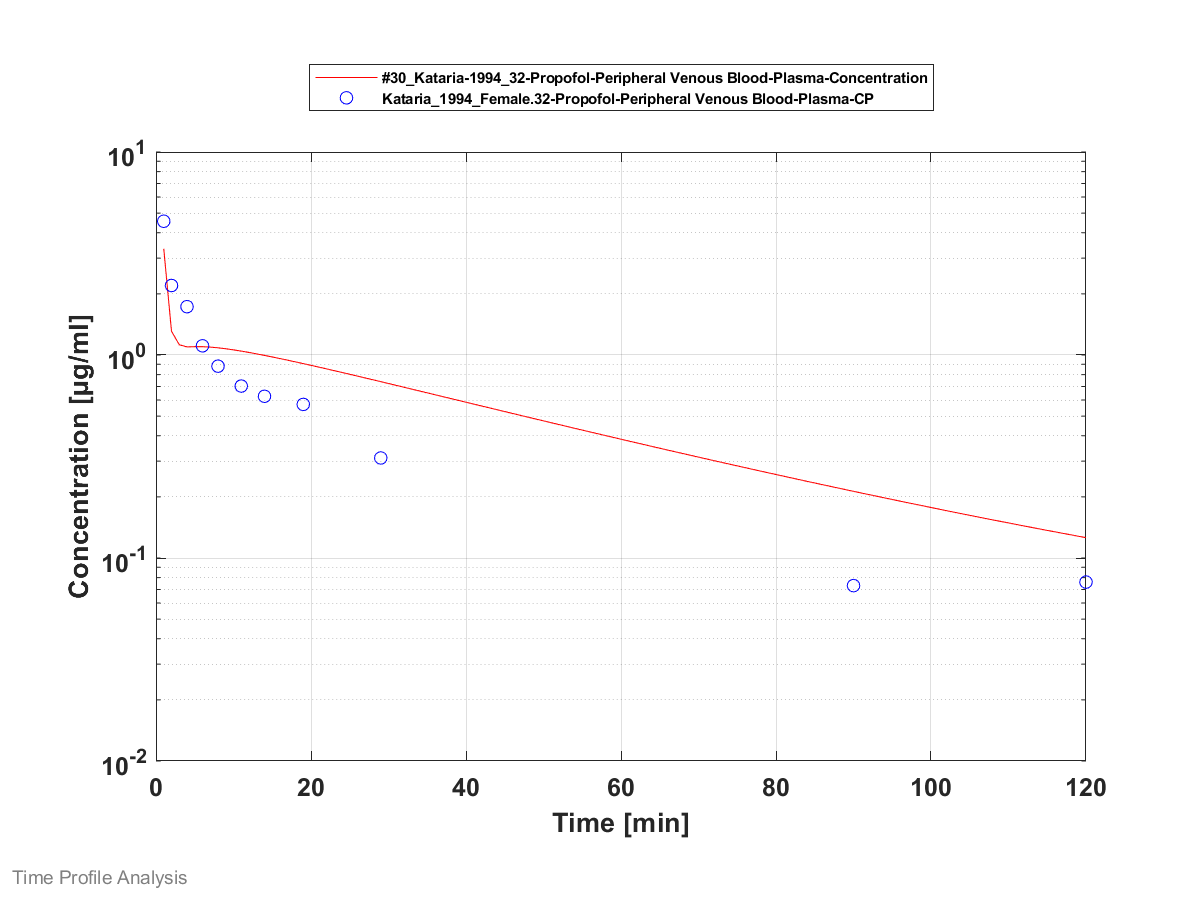 #30_Kataria-1994_32-Propofol-Peripheral Venous Blood-Plasma-Concentration
Kataria_1994_Female.32-Propofol-Peripheral Venous Blood-Plasma-CP
10^1
10^0
10^-1
10^-2
Concentration [µg/ml]
0 20 40 60 80 100 120
Time [min]
Time Profile Analysis